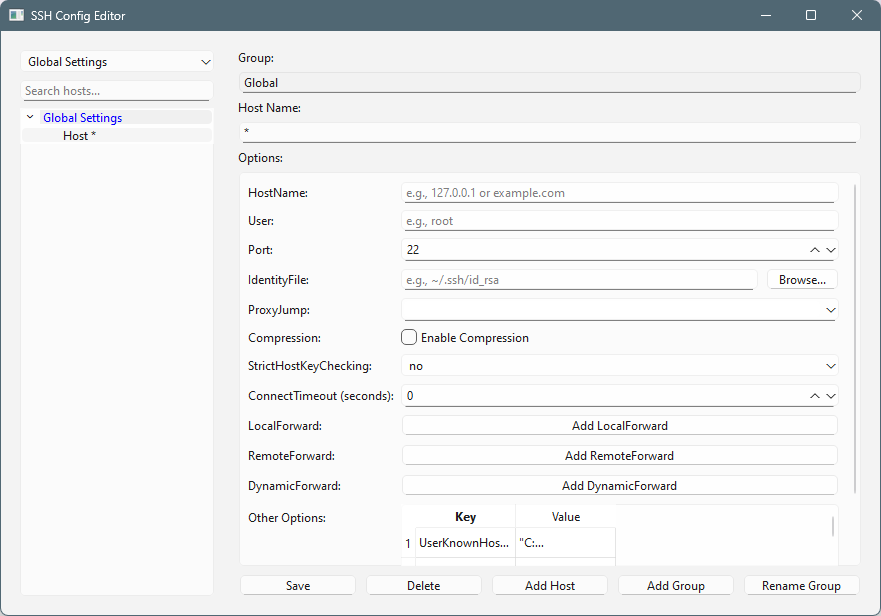 SSH Config Editor
Global Settings
Search hosts...
Global Settings
Host *
Group:
Global
Host Name:
*
Options:
HostName: e.g., 127.0.0.1 or example.com
User: e.g., root
Port: 22
IdentityFile: e.g., ~/.ssh/id_rsa Browse...
ProxyJump:
Compression: Enable Compression
StrictHostKeyChecking: no
ConnectTimeout (seconds): 0
LocalForward: Add LocalForward
RemoteForward: Add RemoteForward
DynamicForward: Add DynamicForward
Other Options: Key Value
1 UserKnownHos... "C:...
Save Delete Add Host Add Group Rename Group